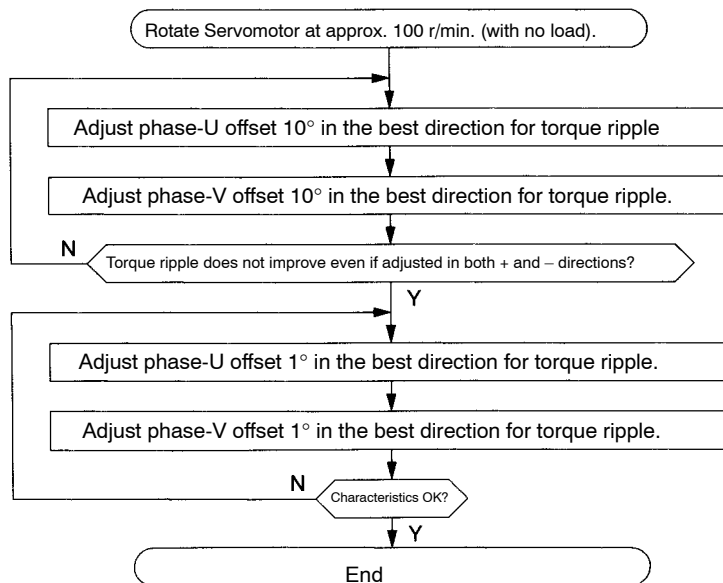 Rotate Servomotor at approx. 100 r/min. (with no load).
Adjust phase-U offset 10° in the best direction for torque ripple
Adjust phase-V offset 10° in the best direction for torque ripple.
N
Torque ripple does not improve even if adjusted in both + and − directions?
Y
Adjust phase-U offset 1° in the best direction for torque ripple.
Adjust phase-V offset 1° in the best direction for torque ripple.
N
Characteristics OK?
Y
End